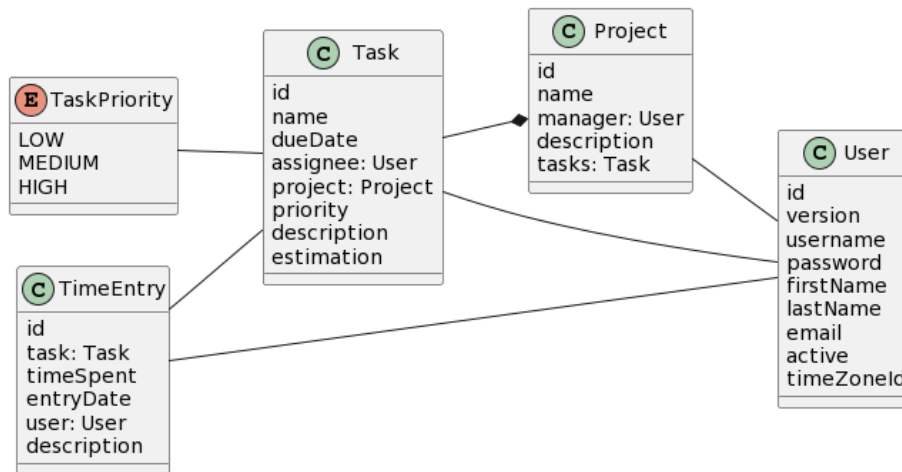 E TaskPriority
LOW
MEDIUM
HIGH
C Task
id
name
dueDate
assignee: User
project: Project
priority
description
estimation
C Project
id
name
manager: User
description
tasks: Task
C User
id
version
username
password
firstName
lastName
email
active
timeZoneId
C TimeEntry
id
task: Task
timeSpent
entryDate
user: User
description